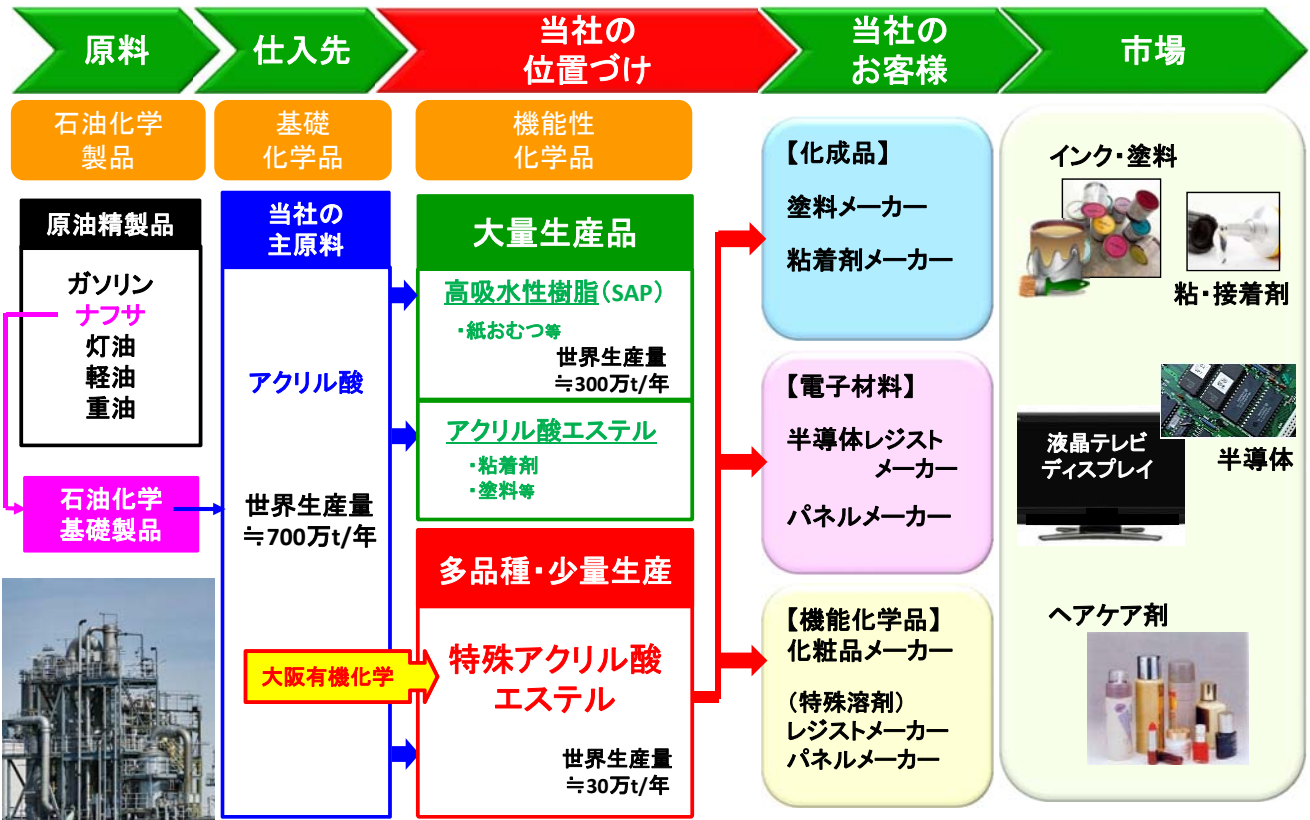 原料
仕入先
当社の
位置づけ
当社の
お客様
市場
石油化学
製品
基礎
化学品
機能性
化学品
原油精製品
ガソリン
ナフサ
灯油
軽油
重油
石油化学
基礎製品
当社の
主原料
アクリル酸
世界生産量
≒700万t/年
大阪有機化学
大量生産品
高吸水性樹脂(SAP)
・紙おむつ等
世界生産量
≒300万t/年
アクリル酸エステル
・粘着剤
・塗料等
多品種・少量生産
特殊アクリル酸
エステル
世界生産量
≒30万t/年
【化成品】
塗料メーカー
粘着剤メーカー
【電子材料】
半導体レジスト
メーカー
パネルメーカー
【機能化学品】
化粧品メーカー
(特殊溶剤)
レジストメーカー
パネルメーカー
インク・塗料
粘・接着剤
液晶テレビ
ディスプレイ
半導体
ヘアケア剤